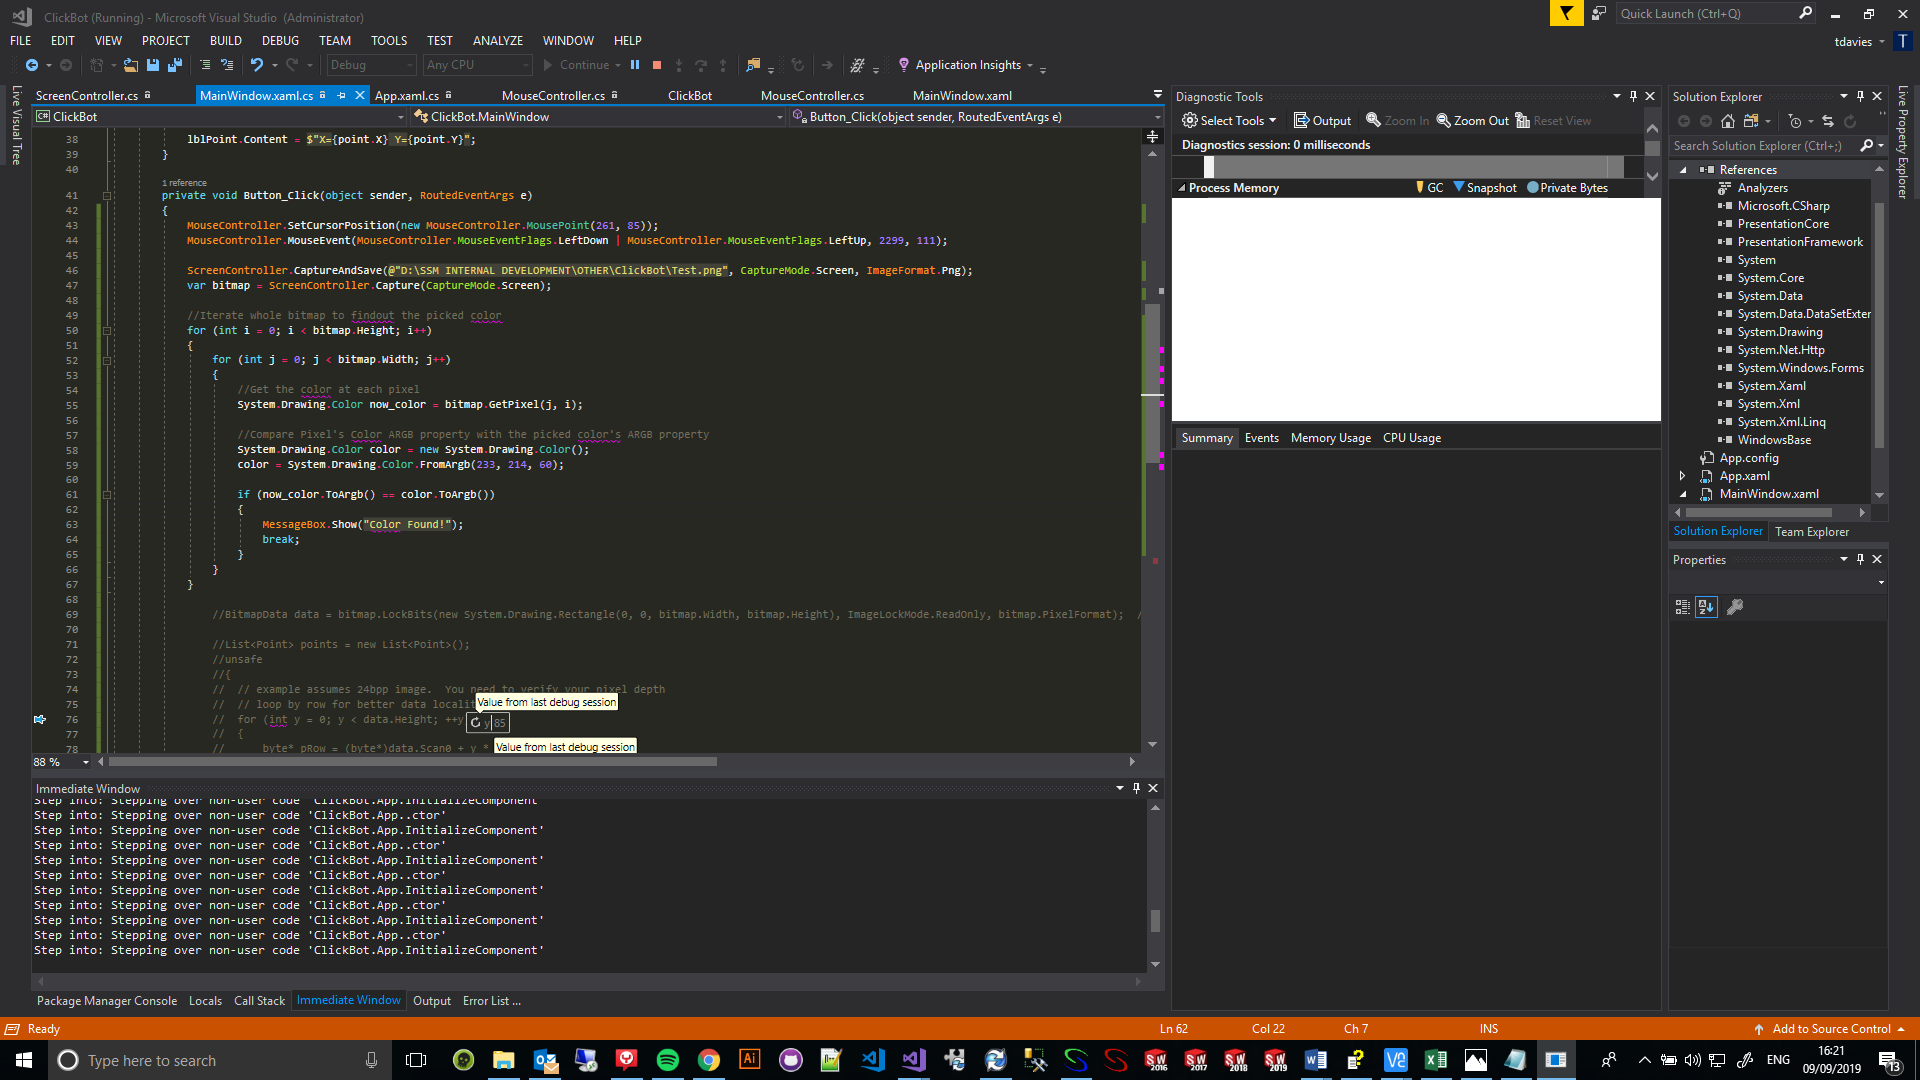 ClickBot (Running) - Microsoft Visual Studio (Administrator)
Quick Launch (Ctrl+Q)
FILE EDIT VIEW PROJECT BUILD DEBUG TEAM TOOLS TEST ANALYZE WINDOW HELP
tdavies
T
Debug Any CPU Continue Application Insights
Live Visual Tree
ScreenController.cs MainWindow.xaml.cs App.xaml.cs MouseController.cs ClickBot MouseController.cs MainWindow.xaml
C# ClickBot ClickBot.MainWindow Button_Click(object sender, RoutedEventArgs e)
38 lblPoint.Content = $"X={point.X} Y={point.Y}";
39 }
40
1 reference
41 private void Button_Click(object sender, RoutedEventArgs e)
42 {
43 MouseController.SetCursorPosition(new MouseController.MousePoint(261, 85));
44 MouseController.MouseEvent(MouseController.MouseEventFlags.LeftDown | MouseController.MouseEventFlags.LeftUp, 2299, 111);
45
46 ScreenController.CaptureAndSave(@"D:\SSM INTERNAL DEVELOPMENT\OTHER\ClickBot\Test.png", CaptureMode.Screen, ImageFormat.Png);
47 var bitmap = ScreenController.Capture(CaptureMode.Screen);
48
49 //Iterate whole bitmap to findout the picked color
50 for (int i = 0; i < bitmap.Height; i++)
51 {
52 for (int j = 0; j < bitmap.Width; j++)
53 {
54 //Get the color at each pixel
55 System.Drawing.Color now_color = bitmap.GetPixel(j, i);
56
57 //Compare Pixel's Color ARGB property with the picked color's ARGB property
58 System.Drawing.Color color = new System.Drawing.Color();
59 color = System.Drawing.Color.FromArgb(233, 214, 60);
60
61 if (now_color.ToArgb() == color.ToArgb())
62 {
63 MessageBox.Show("Color Found!");
64 break;
65 }
66 }
67 }
68
69 //BitmapData data = bitmap.LockBits(new System.Drawing.Rectangle(0, 0, bitmap.Width, bitmap.Height), ImageLockMode.ReadOnly, bitmap.PixelFormat); /
70
71 //List<Point> points = new List<Point>();
72 //unsafe
73 //{
74 // // example assumes 24bpp image. You need to verify your pixel depth
75 // // loop by row for better data localit
Value from last debug session
76 // for (int y = 0; y < data.Height; ++y
y 85
77 // {
78 // byte* pRow = (byte*)data.Scan0 + y *
Value from last debug session
88 %
Immediate Window
Step into: Stepping over non-user code 'ClickBot.App.InitializeComponent'
Step into: Stepping over non-user code 'ClickBot.App..ctor'
Step into: Stepping over non-user code 'ClickBot.App.InitializeComponent'
Step into: Stepping over non-user code 'ClickBot.App..ctor'
Step into: Stepping over non-user code 'ClickBot.App.InitializeComponent'
Step into: Stepping over non-user code 'ClickBot.App..ctor'
Step into: Stepping over non-user code 'ClickBot.App.InitializeComponent'
Step into: Stepping over non-user code 'ClickBot.App..ctor'
Step into: Stepping over non-user code 'ClickBot.App.InitializeComponent'
Step into: Stepping over non-user code 'ClickBot.App..ctor'
Step into: Stepping over non-user code 'ClickBot.App.InitializeComponent'
Package Manager Console Locals Call Stack Immediate Window Output Error List ...
Diagnostic Tools
Select Tools Output Zoom In Zoom Out Reset View
Diagnostics session: 0 milliseconds
Process Memory GC Snapshot Private Bytes
Summary Events Memory Usage CPU Usage
Solution Explorer
Search Solution Explorer (Ctrl+;)
References
Analyzers
Microsoft.CSharp
PresentationCore
PresentationFramework
System
System.Core
System.Data
System.Data.DataSetExter
System.Drawing
System.Net.Http
System.Windows.Forms
System.Xaml
System.Xml
System.Xml.Linq
WindowsBase
App.config
App.xaml
MainWindow.xaml
Solution Explorer Team Explorer
Properties
Live Property Explorer
Ready Ln 62 Col 22 Ch 7 INS Add to Source Control
Type here to search
Ai
SW 2016 SW 2017 SW 2018 SW 2019
ENG
16:21
09/09/2019
13